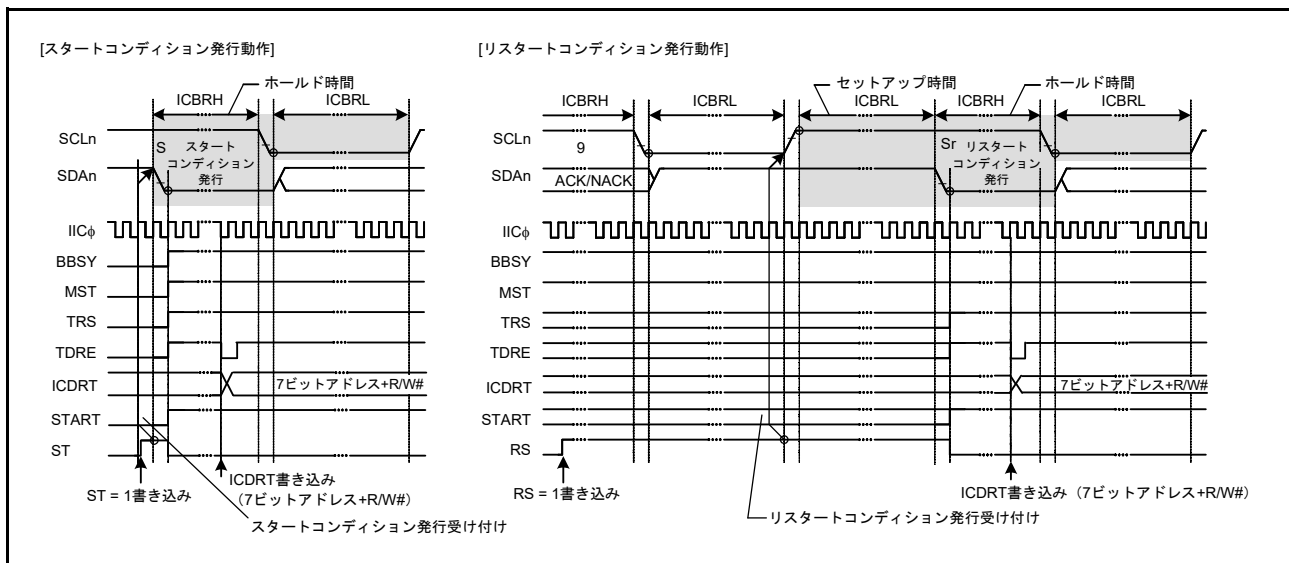 [スタートコンディション発行動作]
ホールド時間
ICBRH
ICBRL
SCLn
S
スタート
コンディション
発行
SDAn
IICφ
BBSY
MST
TRS
TDRE
ICDRT
7ビットアドレス+R/W#
START
ST
ST = 1書き込み
ICDRT書き込み
（7ビットアドレス+R/W#）
スタートコンディション発行受け付け
[リスタートコンディション発行動作]
セットアップ時間
ホールド時間
ICBRH
ICBRL
ICBRL
ICBRH
ICBRL
SCLn
9
Sr
リスタート
コンディション
発行
SDAn
ACK/NACK
IICφ
BBSY
MST
TRS
TDRE
ICDRT
7ビットアドレス+R/W#
START
RS
RS = 1書き込み
ICDRT書き込み（7ビットアドレス+R/W#）
リスタートコンディション発行受け付け